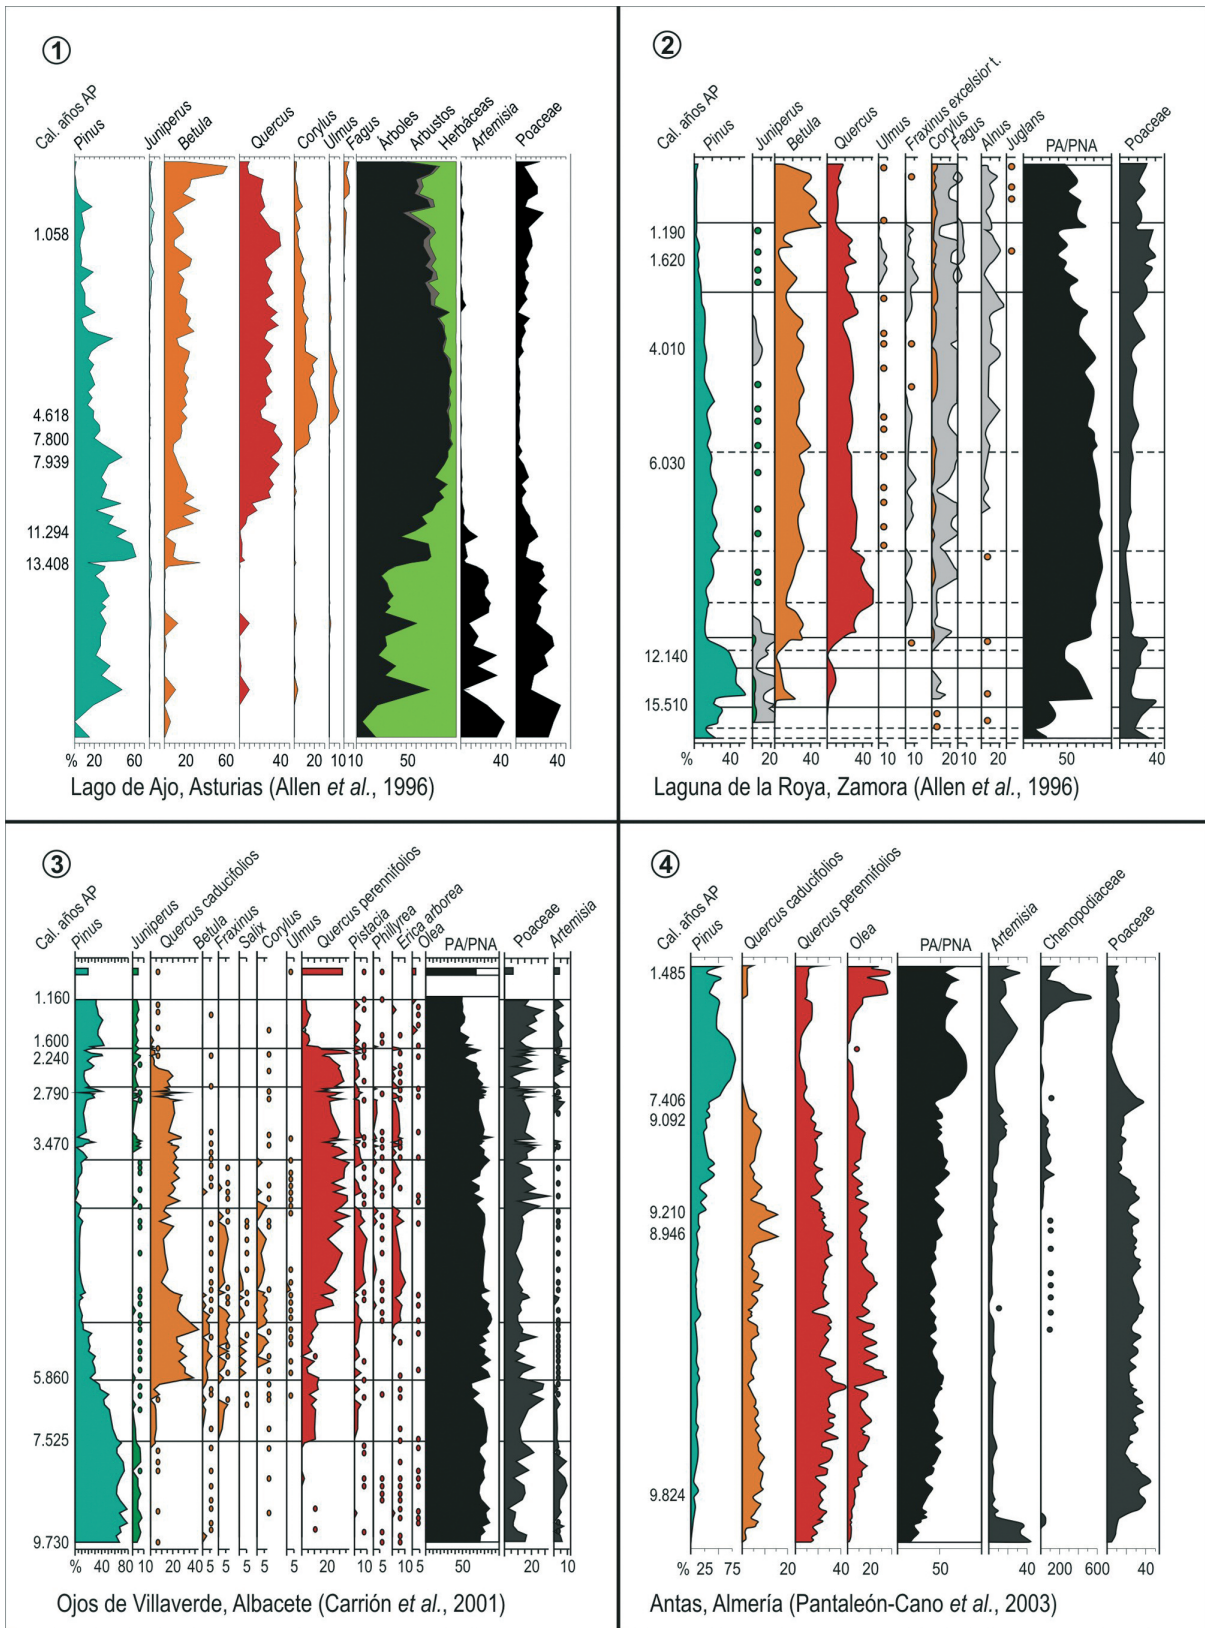 ①
Cal. años AP
Pinus
Juniperus
Betula
Quercus
Corylus
Ulmus
Fagus
Árboles
Arbustos
Herbáceas
Artemisia
Poaceae
1.058
4.618
7.800
7.939
11.294
13.408
% 20 60 10 20 60 20 40 20 10 10 50 40 40
Lago de Ajo, Asturias (Allen et al., 1996)
②
Cal. años AP
Pinus
Juniperus
Betula
Quercus
Ulmus
Fraxinus excelsior t.
Corylus
Fagus
Alnus
Juglans
PA/PNA
Poaceae
1.190
1.620
4.010
6.030
12.140
15.510
% 40 20 40 40 10 10 20 10 20 10 50 40
Laguna de la Roya, Zamora (Allen et al., 1996)
③
Cal. años AP
Pinus
Juniperus
Quercus caducifolios
Betula
Fraxinus
Salix
Corylus
Ulmus
Quercus perennifolios
Pistacia
Phillyrea
Erica arborea
Olea
PA/PNA
Poaceae
Artemisia
1.160
1.600
2.240
2.790
3.470
5.860
7.525
9.730
% 40 80 10 20 40 5 5 5 5 5 20 10 5 10 5 50 20 10
Ojos de Villaverde, Albacete (Carrión et al., 2001)
④
Cal. años AP
Pinus
Quercus caducifolios
Quercus perennifolios
Olea
PA/PNA
Artemisia
Chenopodiaceae
Poaceae
1.485
7.406
9.092
9.210
8.946
9.824
% 25 75 20 40 20 50 40 200 600 40
Antas, Almería (Pantaleón-Cano et al., 2003)